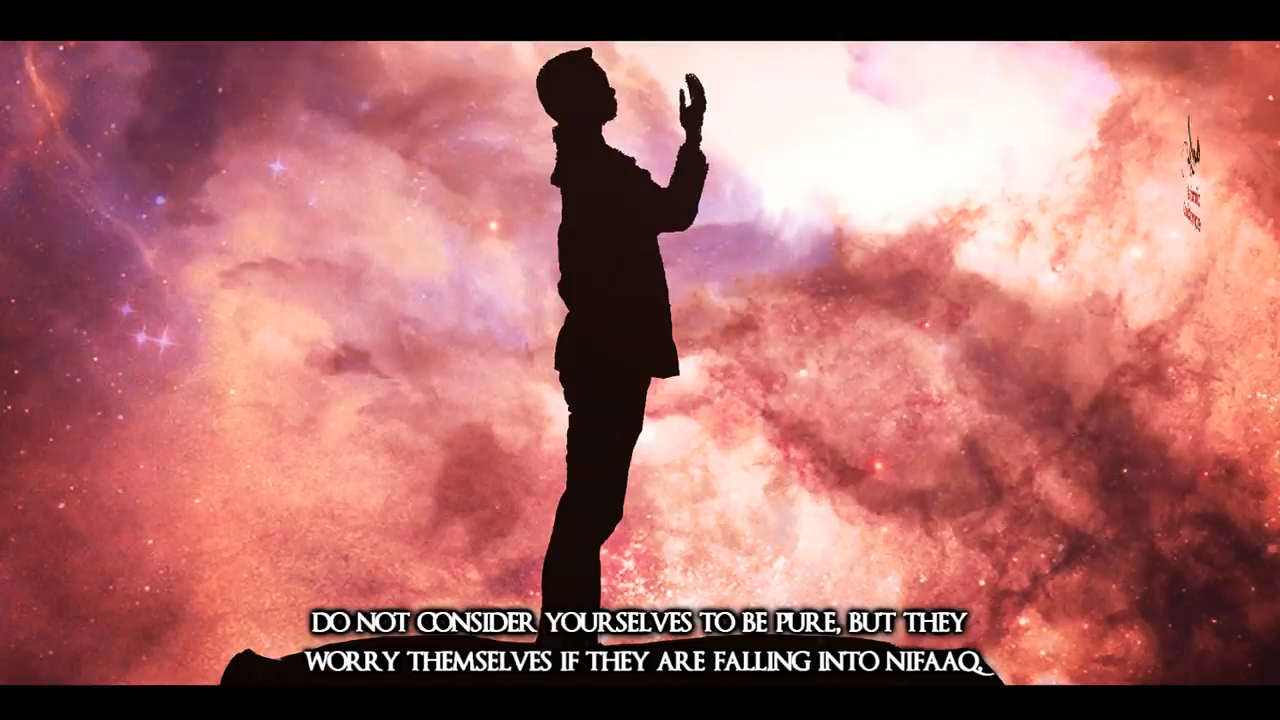 DO NOT CONSIDER YOURSELVES TO BE PURE, BUT THEY
WORRY THEMSELVES IF THEY ARE FALLING INTO NIFAAQ.